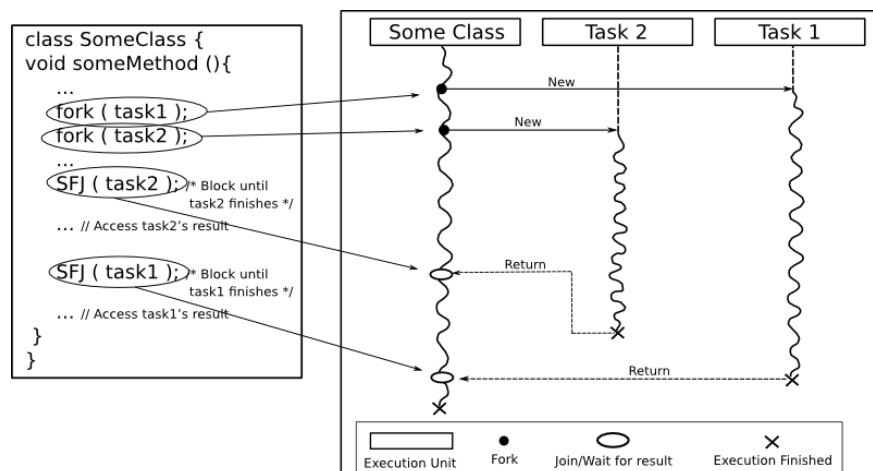 class SomeClass {
void someMethod (){
...
fork ( task1 );
fork ( task2 );
...
SFJ ( task2 ); /* Block until
task2 finishes */
... // Access task2's result
SFJ ( task1 ); /* Block until
task1 finishes */
... // Access task1's result
}
}
Some Class
Task 2
Task 1
New
New
Return
Return
Execution Unit
Fork
Join/Wait for result
Execution Finished